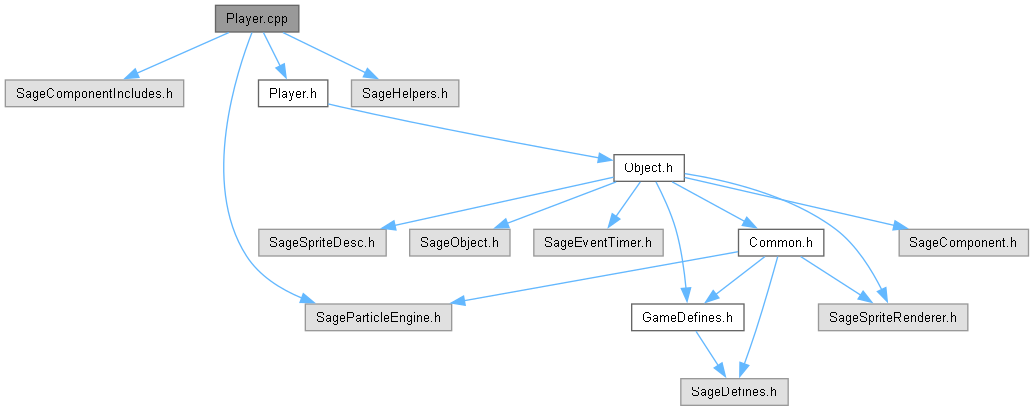 Player.cpp
SageComponentIncludes.h
Player.h
SageHelpers.h
Object.h
SageSpriteDesc.h
SageObject.h
SageEventTimer.h
Common.h
SageComponent.h
SageParticleEngine.h
GameDefines.h
SageSpriteRenderer.h
SageDefines.h